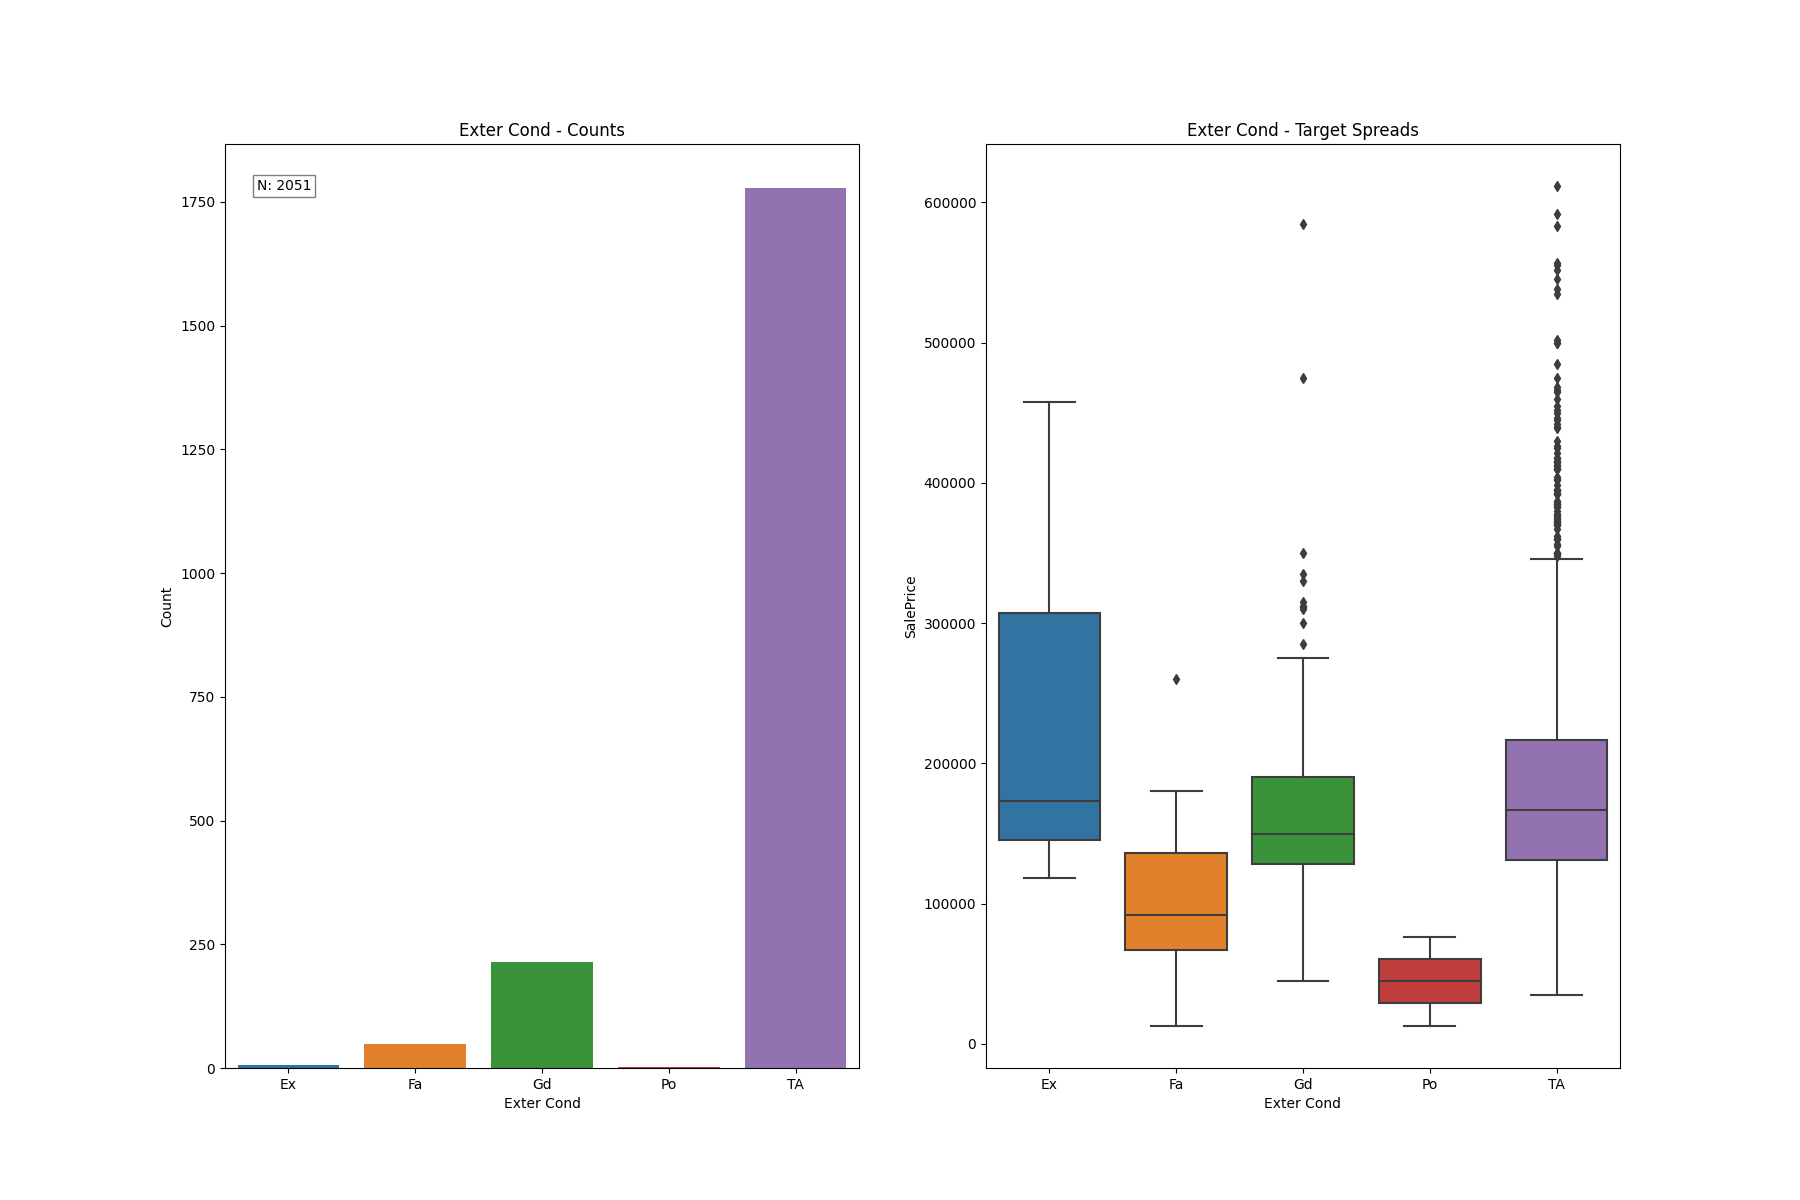 Exter Cond - Counts
N: 2051
1750
1500
1250
1000
750
500
250
0
Count
Ex Fa Gd Po TA
Exter Cond
Exter Cond - Target Spreads
600000
500000
400000
300000
200000
100000
0
SalePrice
Ex Fa Gd Po TA
Exter Cond